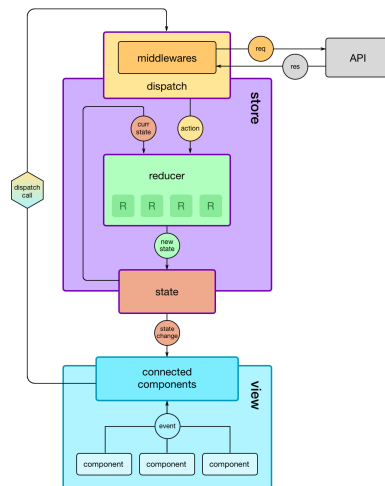 middlewares
dispatch
req
res
API
store
curr
state
action
reducer
R R R R
new
state
dispatch
call
state
state
change
connected
components
view
event
component component component